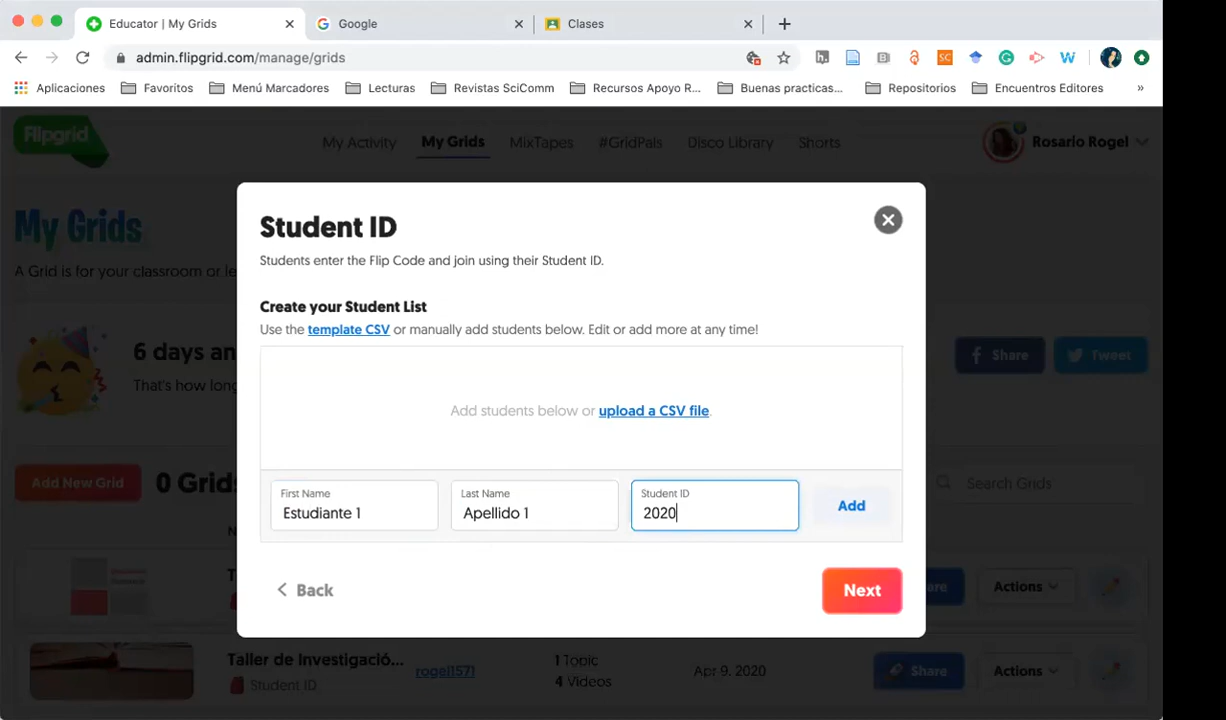 Educator | My Grids
Google
Clases
admin.flipgrid.com/manage/grids
Aplicaciones Favoritos Menú Marcadores Lecturas Revistas SciComm Recursos Apoyo R... Buenas practicas... Repositorios Encuentros Editores »
Flipgrid My Activity My Grids MixTapes #GridPals Disco Library Shorts Rosario Rogel
My Grids
A Grid is for your classroom or le
Student ID
Students enter the Flip Code and join using their Student ID.
Create your Student List
Use the template CSV or manually add students below. Edit or add more at any time!
6 days an
That's how long
Share Tweet
Add students below or upload a CSV file.
Add New Grid 0 Grids Search Grids
First Name Last Name Student ID
Estudiante 1 Apellido 1 2020 Add
Back Next
Actions
Taller de Investigació... rogel1571 1 Topic Apr 9, 2020 Share Actions
Student ID 4 Videos